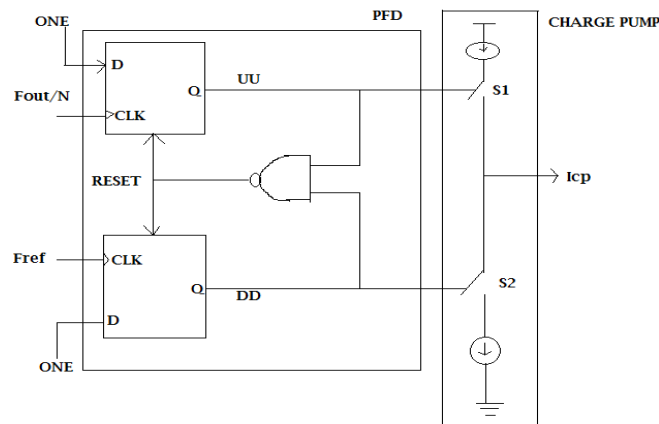 ONE
PFD
CHARGE PUMP
D
UU
Q
S1
Fout/N
CLK
RESET
Icp
Fref
CLK
Q
S2
DD
D
ONE